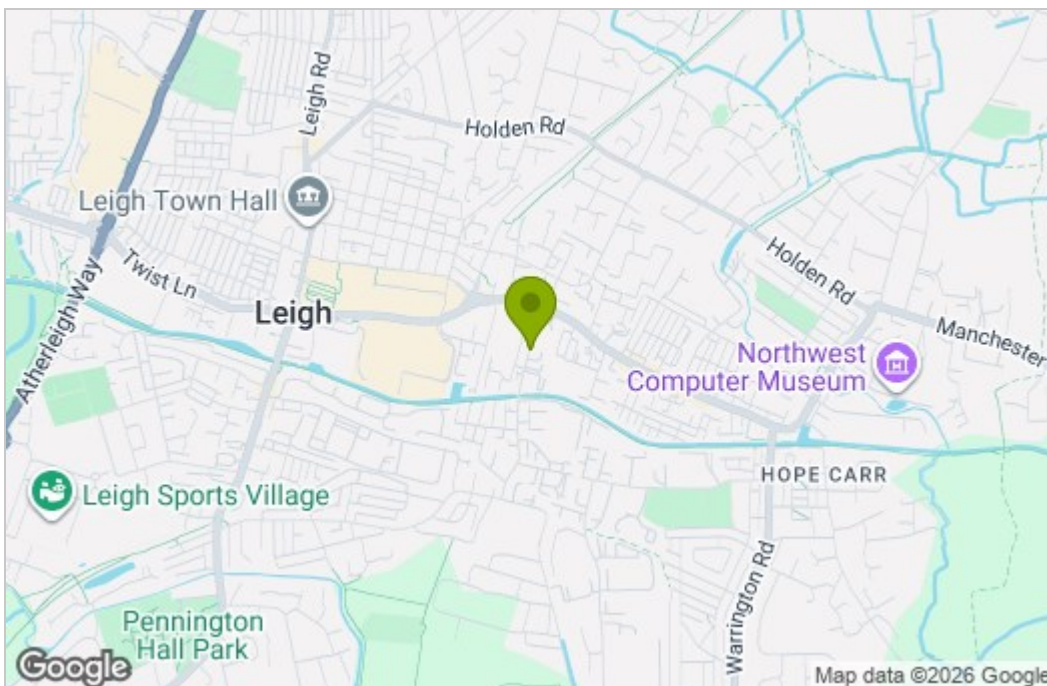 Leigh Rd
Holden Rd
Leigh Town Hall
Holden Rd
Twist Ln
Atherleigh Way
Leigh
Manchester
Northwest
Computer Museum
HOPE CARR
Leigh Sports Village
Warrington Rd
Pennington
Hall Park
Google
Map data ©2026 Google